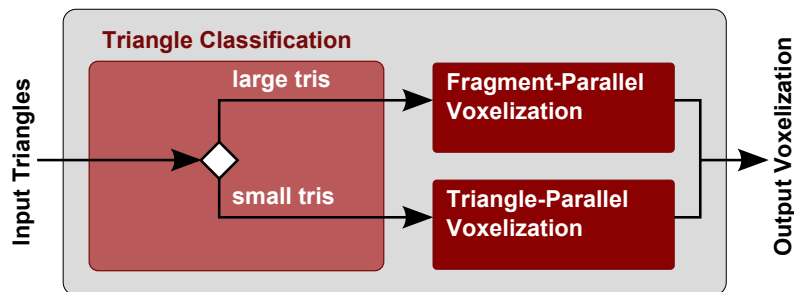 Triangle Classification
large tris
Fragment-Parallel
Voxelization
Input Triangles
small tris
Triangle-Parallel
Voxelization
Output Voxelization